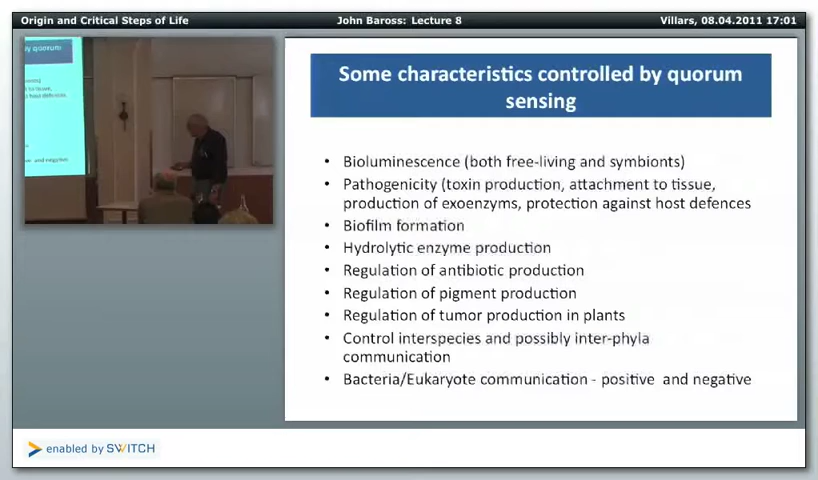 Origin and Critical Steps of Life
John Baross: Lecture 8
Villars, 08.04.2011 17:01
by quorum
Some characteristics controlled by quorum
sensing
• Bioluminescence (both free-living and symbionts)
• Pathogenicity (toxin production, attachment to tissue,
production of exoenzymes, protection against host defences
• Biofilm formation
• Hydrolytic enzyme production
• Regulation of antibiotic production
• Regulation of pigment production
• Regulation of tumor production in plants
• Control interspecies and possibly inter-phyla
communication
• Bacteria/Eukaryote communication - positive and negative
enabled by SWITCH